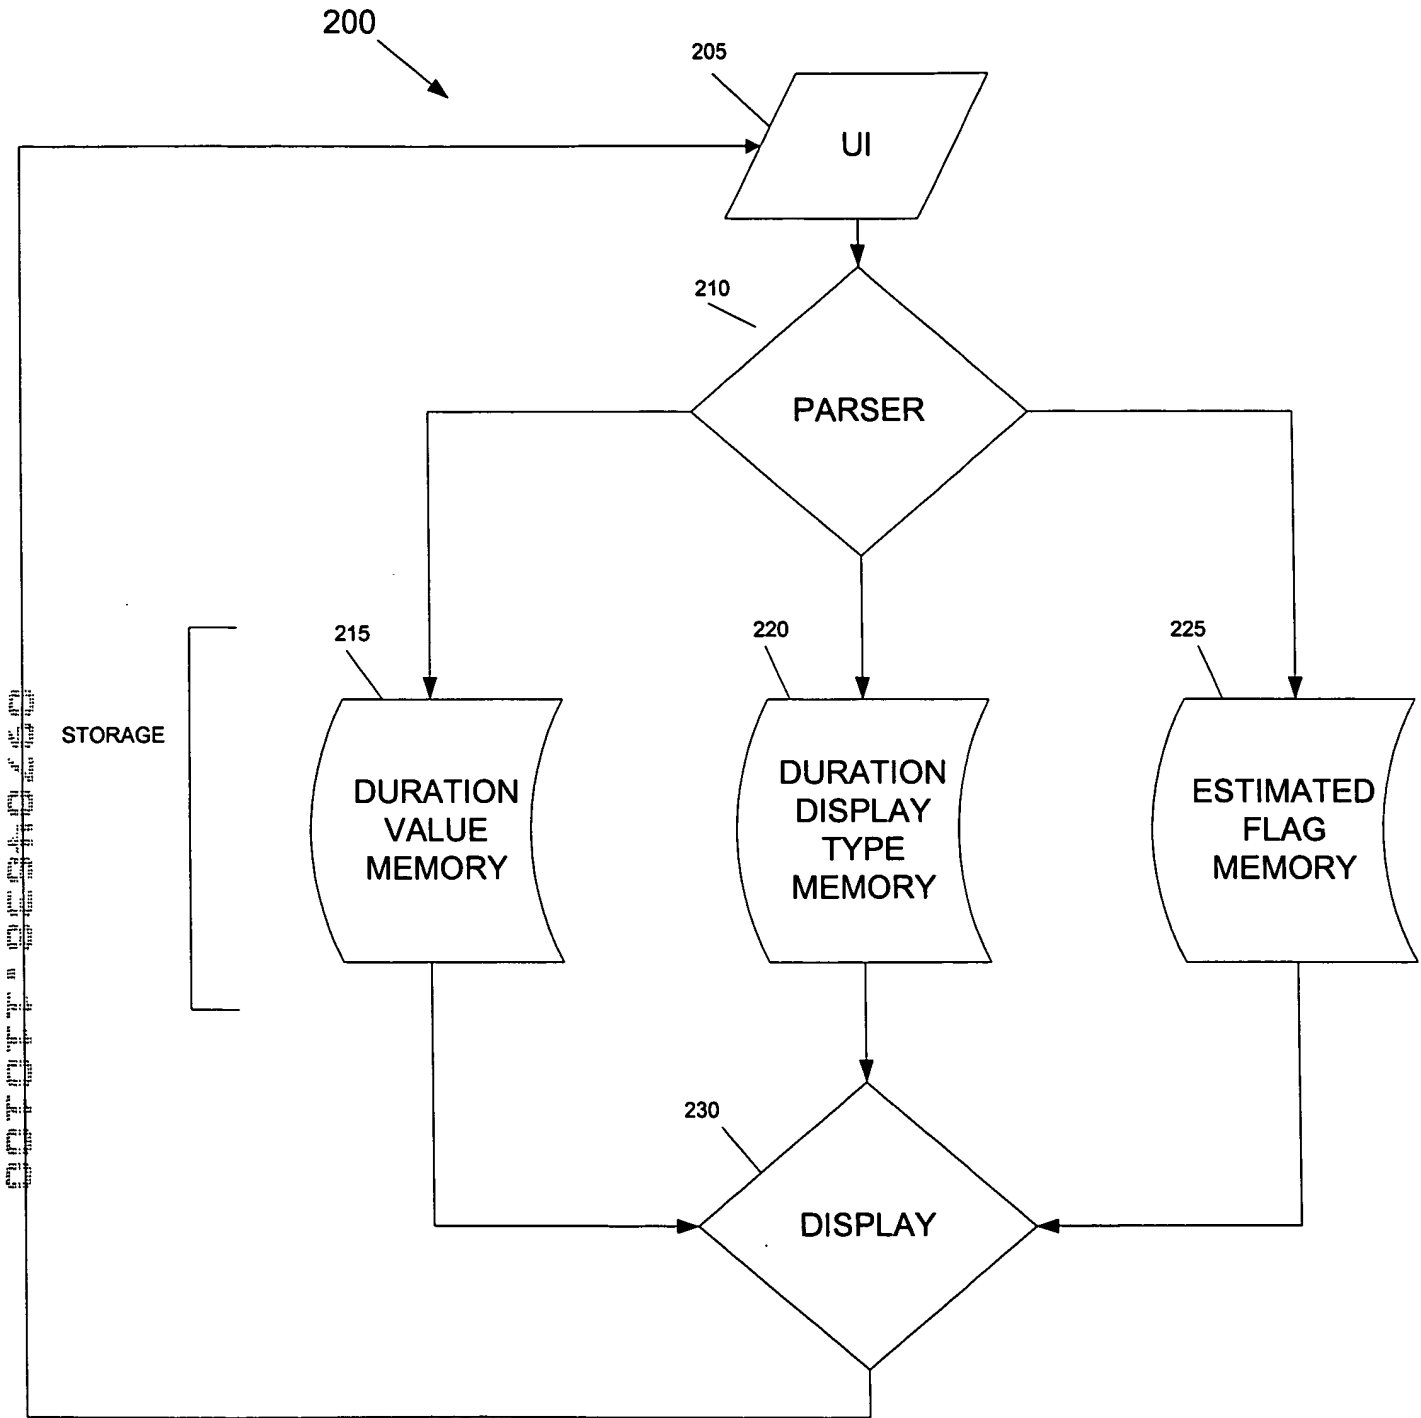 200
205
UI
210
PARSER
215
220
225
STORAGE
DURATION
VALUE
MEMORY
DURATION
DISPLAY
TYPE
MEMORY
ESTIMATED
FLAG
MEMORY
230
DISPLAY